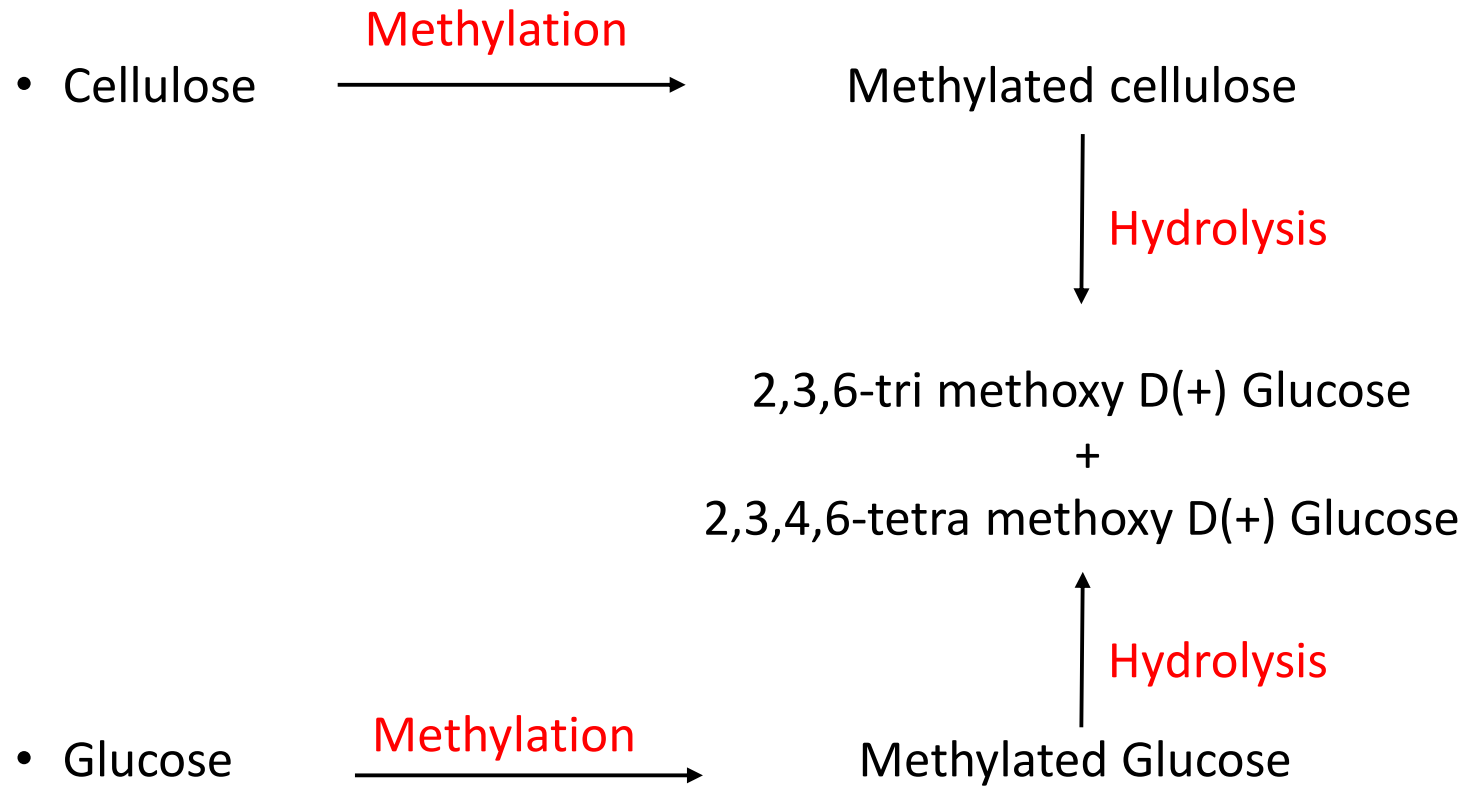 Methylation
• Cellulose
Methylated cellulose
Hydrolysis
2,3,6-tri methoxy D(+) Glucose
+
2,3,4,6-tetra methoxy D(+) Glucose
Hydrolysis
Methylation
• Glucose
Methylated Glucose